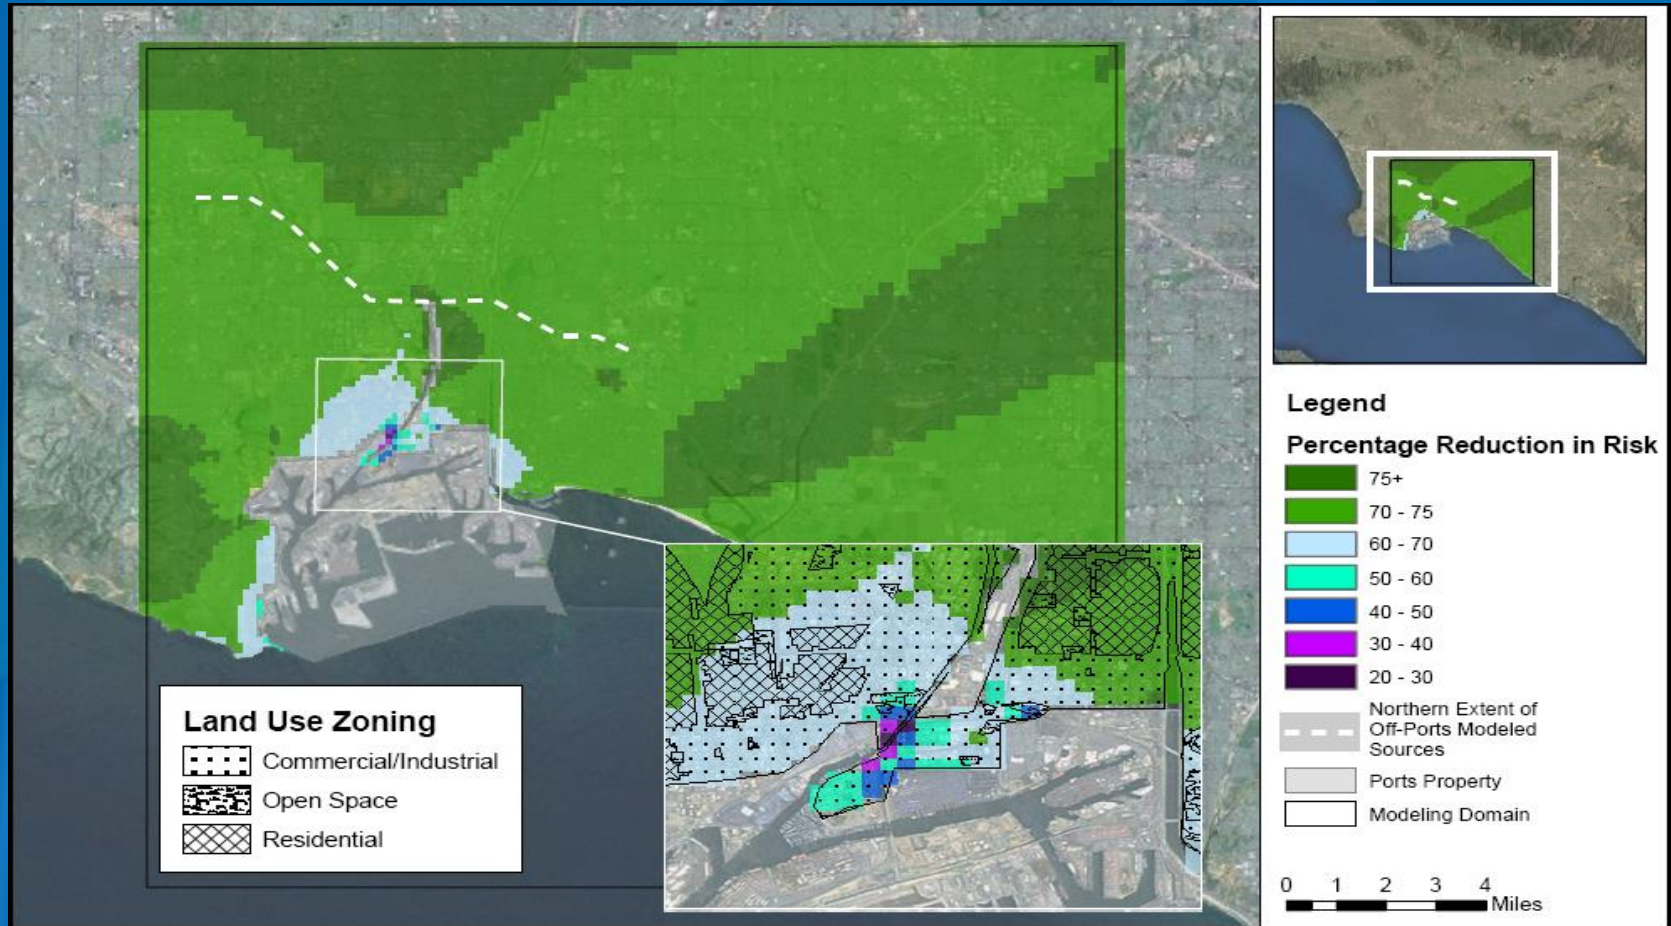 Legend
Percentage Reduction in Risk
75+
70 - 75
60 - 70
50 - 60
40 - 50
30 - 40
20 - 30
Northern Extent of
Off-Ports Modeled
Sources
Ports Property
Modeling Domain
0 1 2 3 4
Miles
Land Use Zoning
Commercial/Industrial
Open Space
Residential